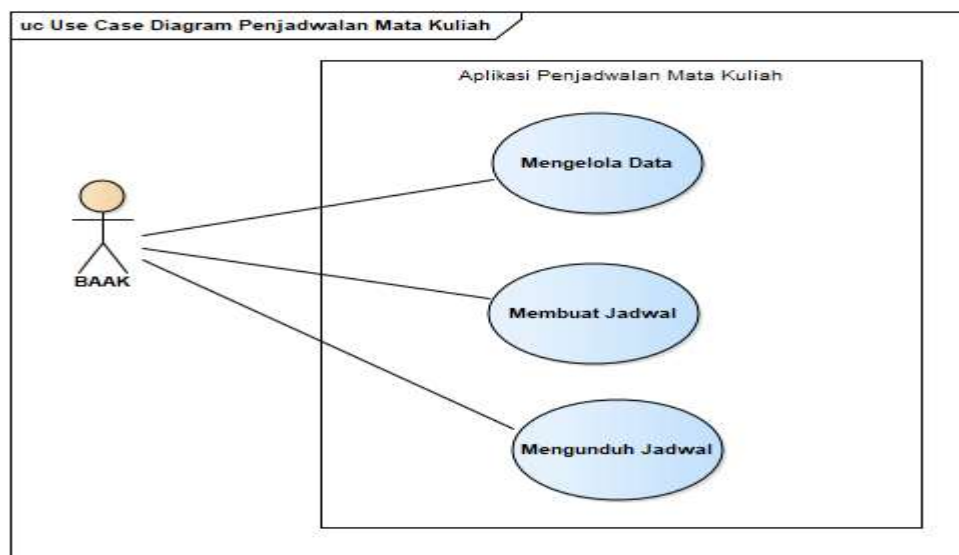 uc Use Case Diagram Penjadwalan Mata Kuliah
Aplikasi Penjadwalan Mata Kuliah
Mengelola Data
BAAK
Membuat Jadwal
Mengunduh Jadwal